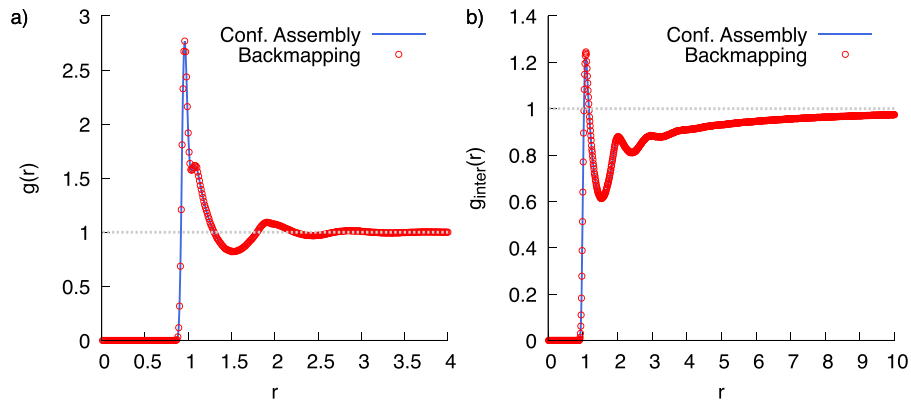 a)
3
2.5
2
1.5
1
0.5
0
g(r)
Conf. Assembly
Backmapping
0 0.5 1 1.5 2 2.5 3 3.5 4
r
b)
1.4
1.2
1
0.8
0.6
0.4
0.2
0
g_inter(r)
Conf. Assembly
Backmapping
0 1 2 3 4 5 6 7 8 9 10
r